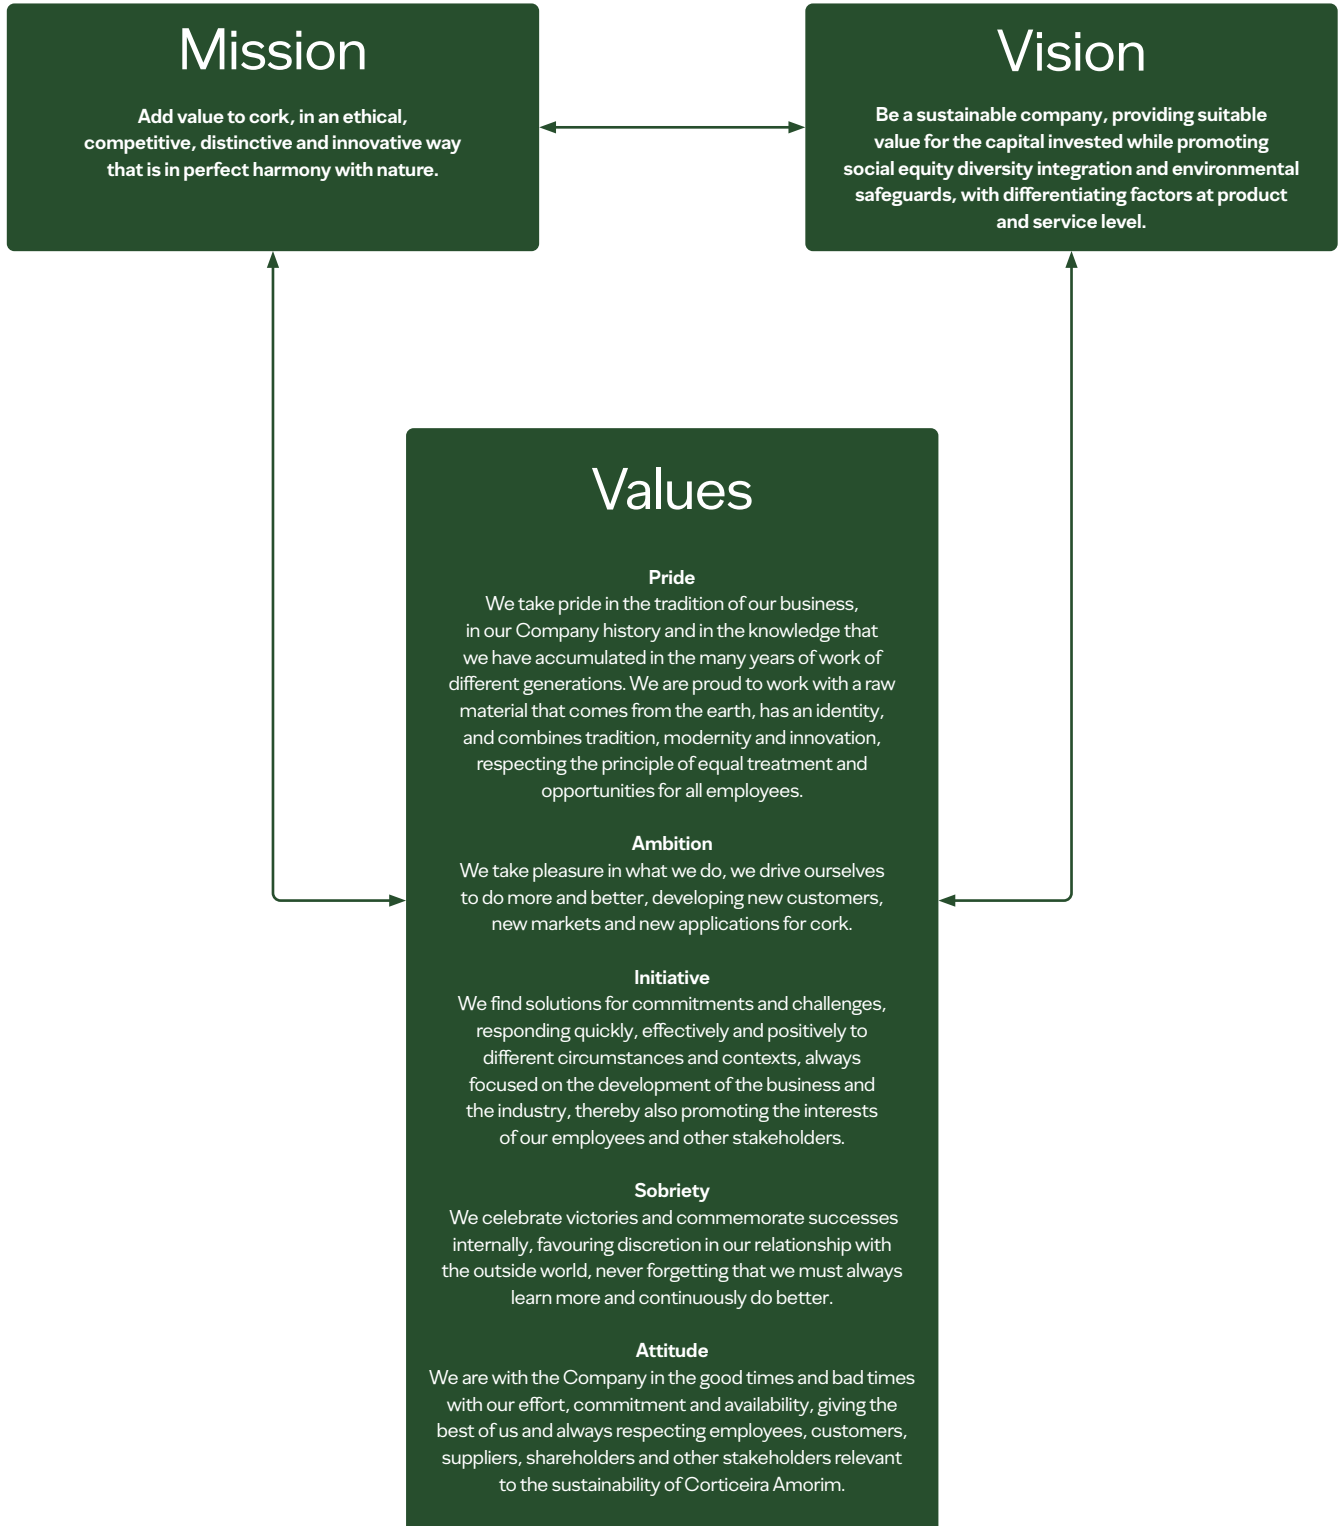 Mission
Add value to cork, in an ethical,
competitive, distinctive and innovative way
that is in perfect harmony with nature.
Vision
Be a sustainable company, providing suitable
value for the capital invested while promoting
social equity diversity integration and environmental
safeguards, with differentiating factors at product
and service level.
Values
Pride
We take pride in the tradition of our business,
in our Company history and in the knowledge that
we have accumulated in the many years of work of
different generations. We are proud to work with a raw
material that comes from the earth, has an identity,
and combines tradition, modernity and innovation,
respecting the principle of equal treatment and
opportunities for all employees.
Ambition
We take pleasure in what we do, we drive ourselves
to do more and better, developing new customers,
new markets and new applications for cork.
Initiative
We find solutions for commitments and challenges,
responding quickly, effectively and positively to
different circumstances and contexts, always
focused on the development of the business and
the industry, thereby also promoting the interests
of our employees and other stakeholders.
Sobriety
We celebrate victories and commemorate successes
internally, favouring discretion in our relationship with
the outside world, never forgetting that we must always
learn more and continuously do better.
Attitude
We are with the Company in the good times and bad times
with our effort, commitment and availability, giving the
best of us and always respecting employees, customers,
suppliers, shareholders and other stakeholders relevant
to the sustainability of Corticeira Amorim.